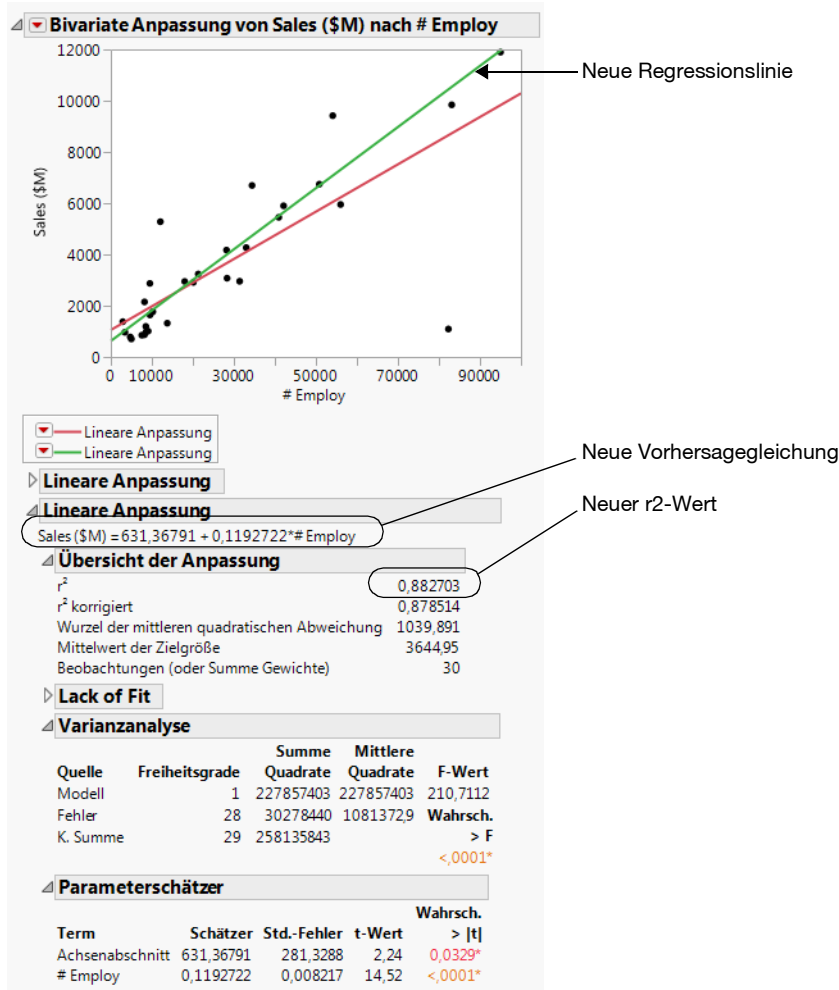 Bivariate Anpassung von Sales ($M) nach # Employ
12000
10000
8000
6000
4000
2000
0
Sales ($M)
0 10000 30000 50000 70000 90000
# Employ
Neue Regressionslinie
Lineare Anpassung
Lineare Anpassung
Neue Vorhersagegleichung
Lineare Anpassung
Neuer r2-Wert
Lineare Anpassung
Sales ($M) = 631,36791 + 0,1192722*# Employ
Übersicht der Anpassung
r² 0,882703
r² korrigiert 0,878514
Wurzel der mittleren quadratischen Abweichung 1039,891
Mittelwert der Zielgröße 3644,95
Beobachtungen (oder Summe Gewichte) 30
Lack of Fit
Varianzanalyse
Summe Mittlere
Quelle Freiheitsgrade Quadrate Quadrate F-Wert
Modell 1 227857403 227857403 210,7112
Fehler 28 30278440 1081372,9 Wahrsch.
K. Summe 29 258135843 > F
<,0001*
Parameterschätzer
Wahrsch.
Term Schätzer Std.-Fehler t-Wert > |t|
Achsenabschnitt 631,36791 281,3288 2,24 0,0329*
# Employ 0,1192722 0,008217 14,52 <,0001*